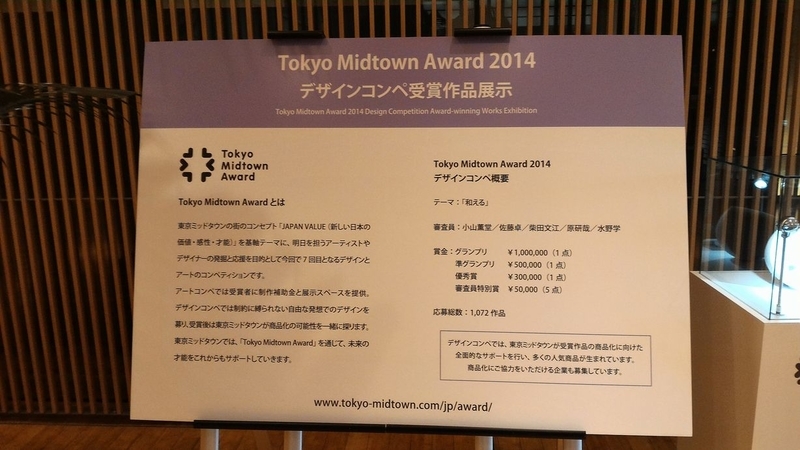 Tokyo Midtown Award 2014
デザインコンペ受賞作品展示
Tokyo Midtown Award 2014 Design Competition Award-winning Works Exhibition
Tokyo
Midtown
Award
Tokyo Midtown Award とは
東京ミッドタウンの街のコンセプト「JAPAN VALUE（新しい日本の
価値・感性・才能）」を基軸テーマに、明日を担うアーティストや
デザイナーの発掘と応援を目的として今回で7回目となるデザインと
アートのコンペティションです。
アートコンペでは受賞者に制作補助金と展示スペースを提供。
デザインコンペでは制約に縛られない自由な発想でのデザインを
募り、受賞後は東京ミッドタウンが商品化の可能性を一緒に探ります。
東京ミッドタウンでは、「Tokyo Midtown Award」を通じて、未来の
才能をこれからもサポートしていきます。
Tokyo Midtown Award 2014
デザインコンペ概要
テーマ：「和える」
審査員：小山薫堂／佐藤卓／柴田文江／原研哉／水野学
賞金：グランプリ ￥1,000,000（1点）
準グランプリ ￥500,000（1点）
優秀賞 ￥300,000（1点）
審査員特別賞 ￥50,000（5点）
応募総数：1,072 作品
デザインコンペでは、東京ミッドタウンが受賞作品の商品化に向けた
全面的なサポートを行い、多くの人気商品が生まれています。
商品化にご協力をいただける企業も募集しています。
www.tokyo-midtown.com/jp/award/